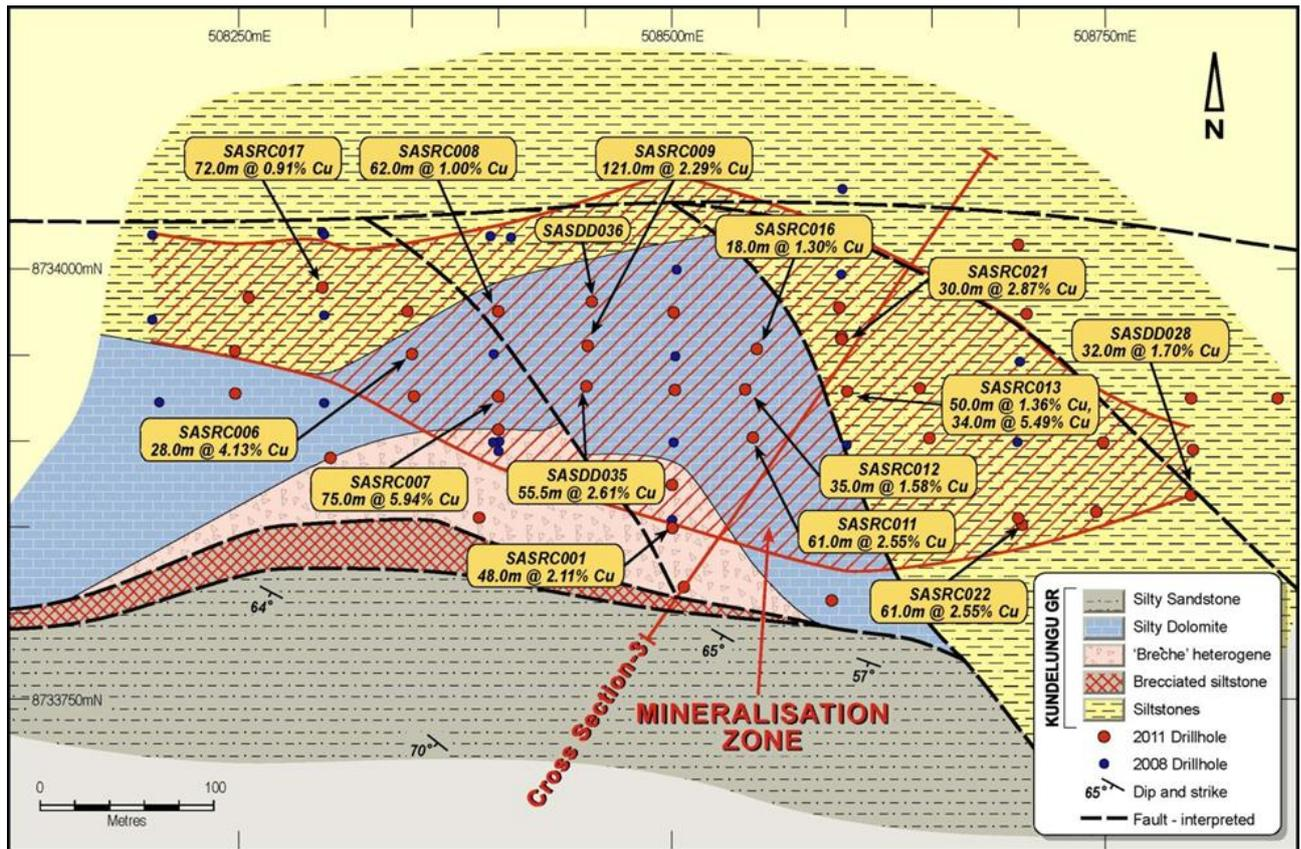 508250mE
508500mE
508750mE
N
SASRC017
72.0m @ 0.91% Cu
SASRC008
62.0m @ 1.00% Cu
SASRC009
121.0m @ 2.29% Cu
SASDD036
SASRC016
18.0m @ 1.30% Cu
8734000mN
SASRC021
30.0m @ 2.87% Cu
SASDD028
32.0m @ 1.70% Cu
SASRC013
50.0m @ 1.36% Cu,
34.0m @ 5.49% Cu
SASRC006
28.0m @ 4.13% Cu
SASRC007
75.0m @ 5.94% Cu
SASDD035
55.5m @ 2.61% Cu
SASRC012
35.0m @ 1.58% Cu
SASRC011
61.0m @ 2.55% Cu
SASRC001
48.0m @ 2.11% Cu
SASRC022
61.0m @ 2.55% Cu
64°
65°
57°
70°
8733750mN
Cross Section-3
MINERALISATION
ZONE
0 100
Metres
KUNDELUNGU GR
Silty Sandstone
Silty Dolomite
'Breche' heterogene
Brecciated siltstone
Siltstones
2011 Drillhole
2008 Drillhole
65° Dip and strike
Fault - interpreted